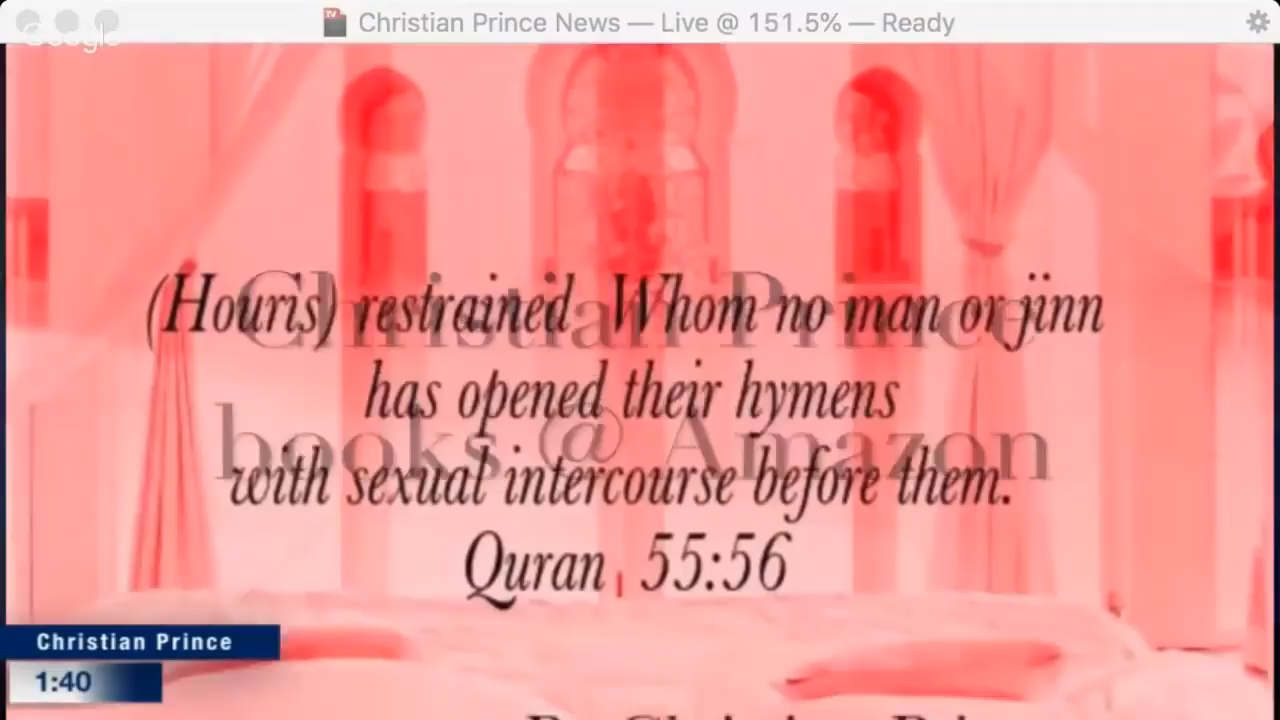 Christian Prince News — Live @ 151.5% — Ready
Google
(Houris) restrained Whom no man or jinn
Christian Prince
has opened their hymens
books @ Amazon
with sexual intercourse before them.
Quran 55:56
Christian Prince
1:40